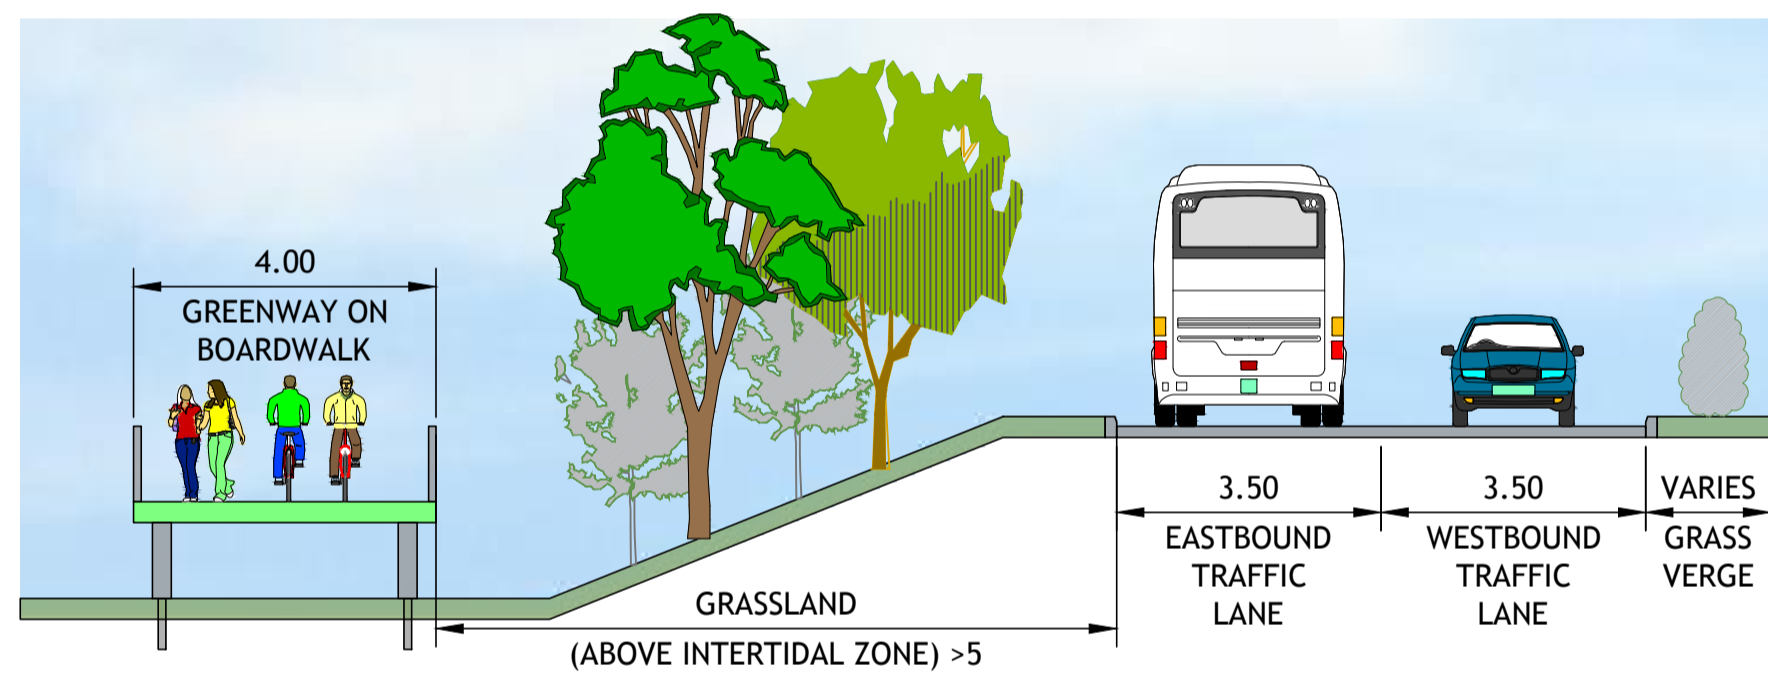 4.00
GREENWAY ON
BOARDWALK
GRASSLAND
(ABOVE INTERTIDAL ZONE) >5
3.50
EASTBOUND
TRAFFIC
LANE
3.50
WESTBOUND
TRAFFIC
LANE
VARIES
GRASS
VERGE